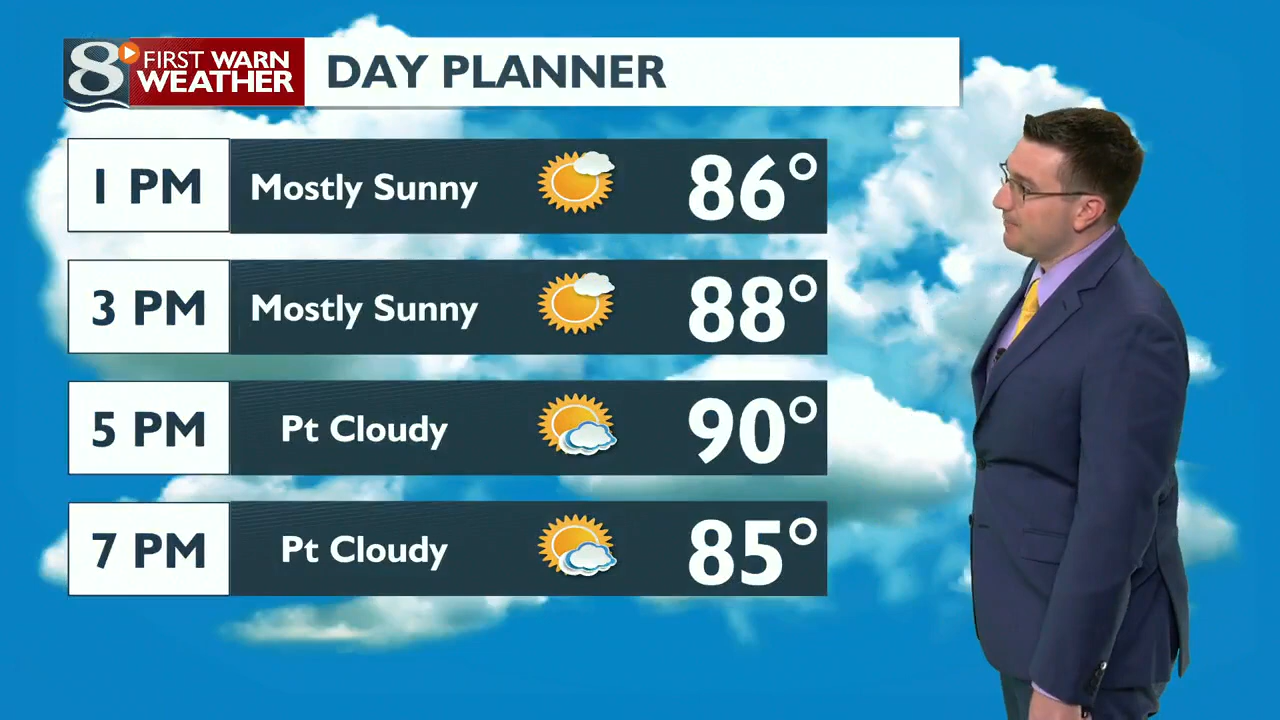 8 FIRST WARN
WEATHER
DAY PLANNER
1 PM Mostly Sunny 86°
3 PM Mostly Sunny 88°
5 PM Pt Cloudy 90°
7 PM Pt Cloudy 85°